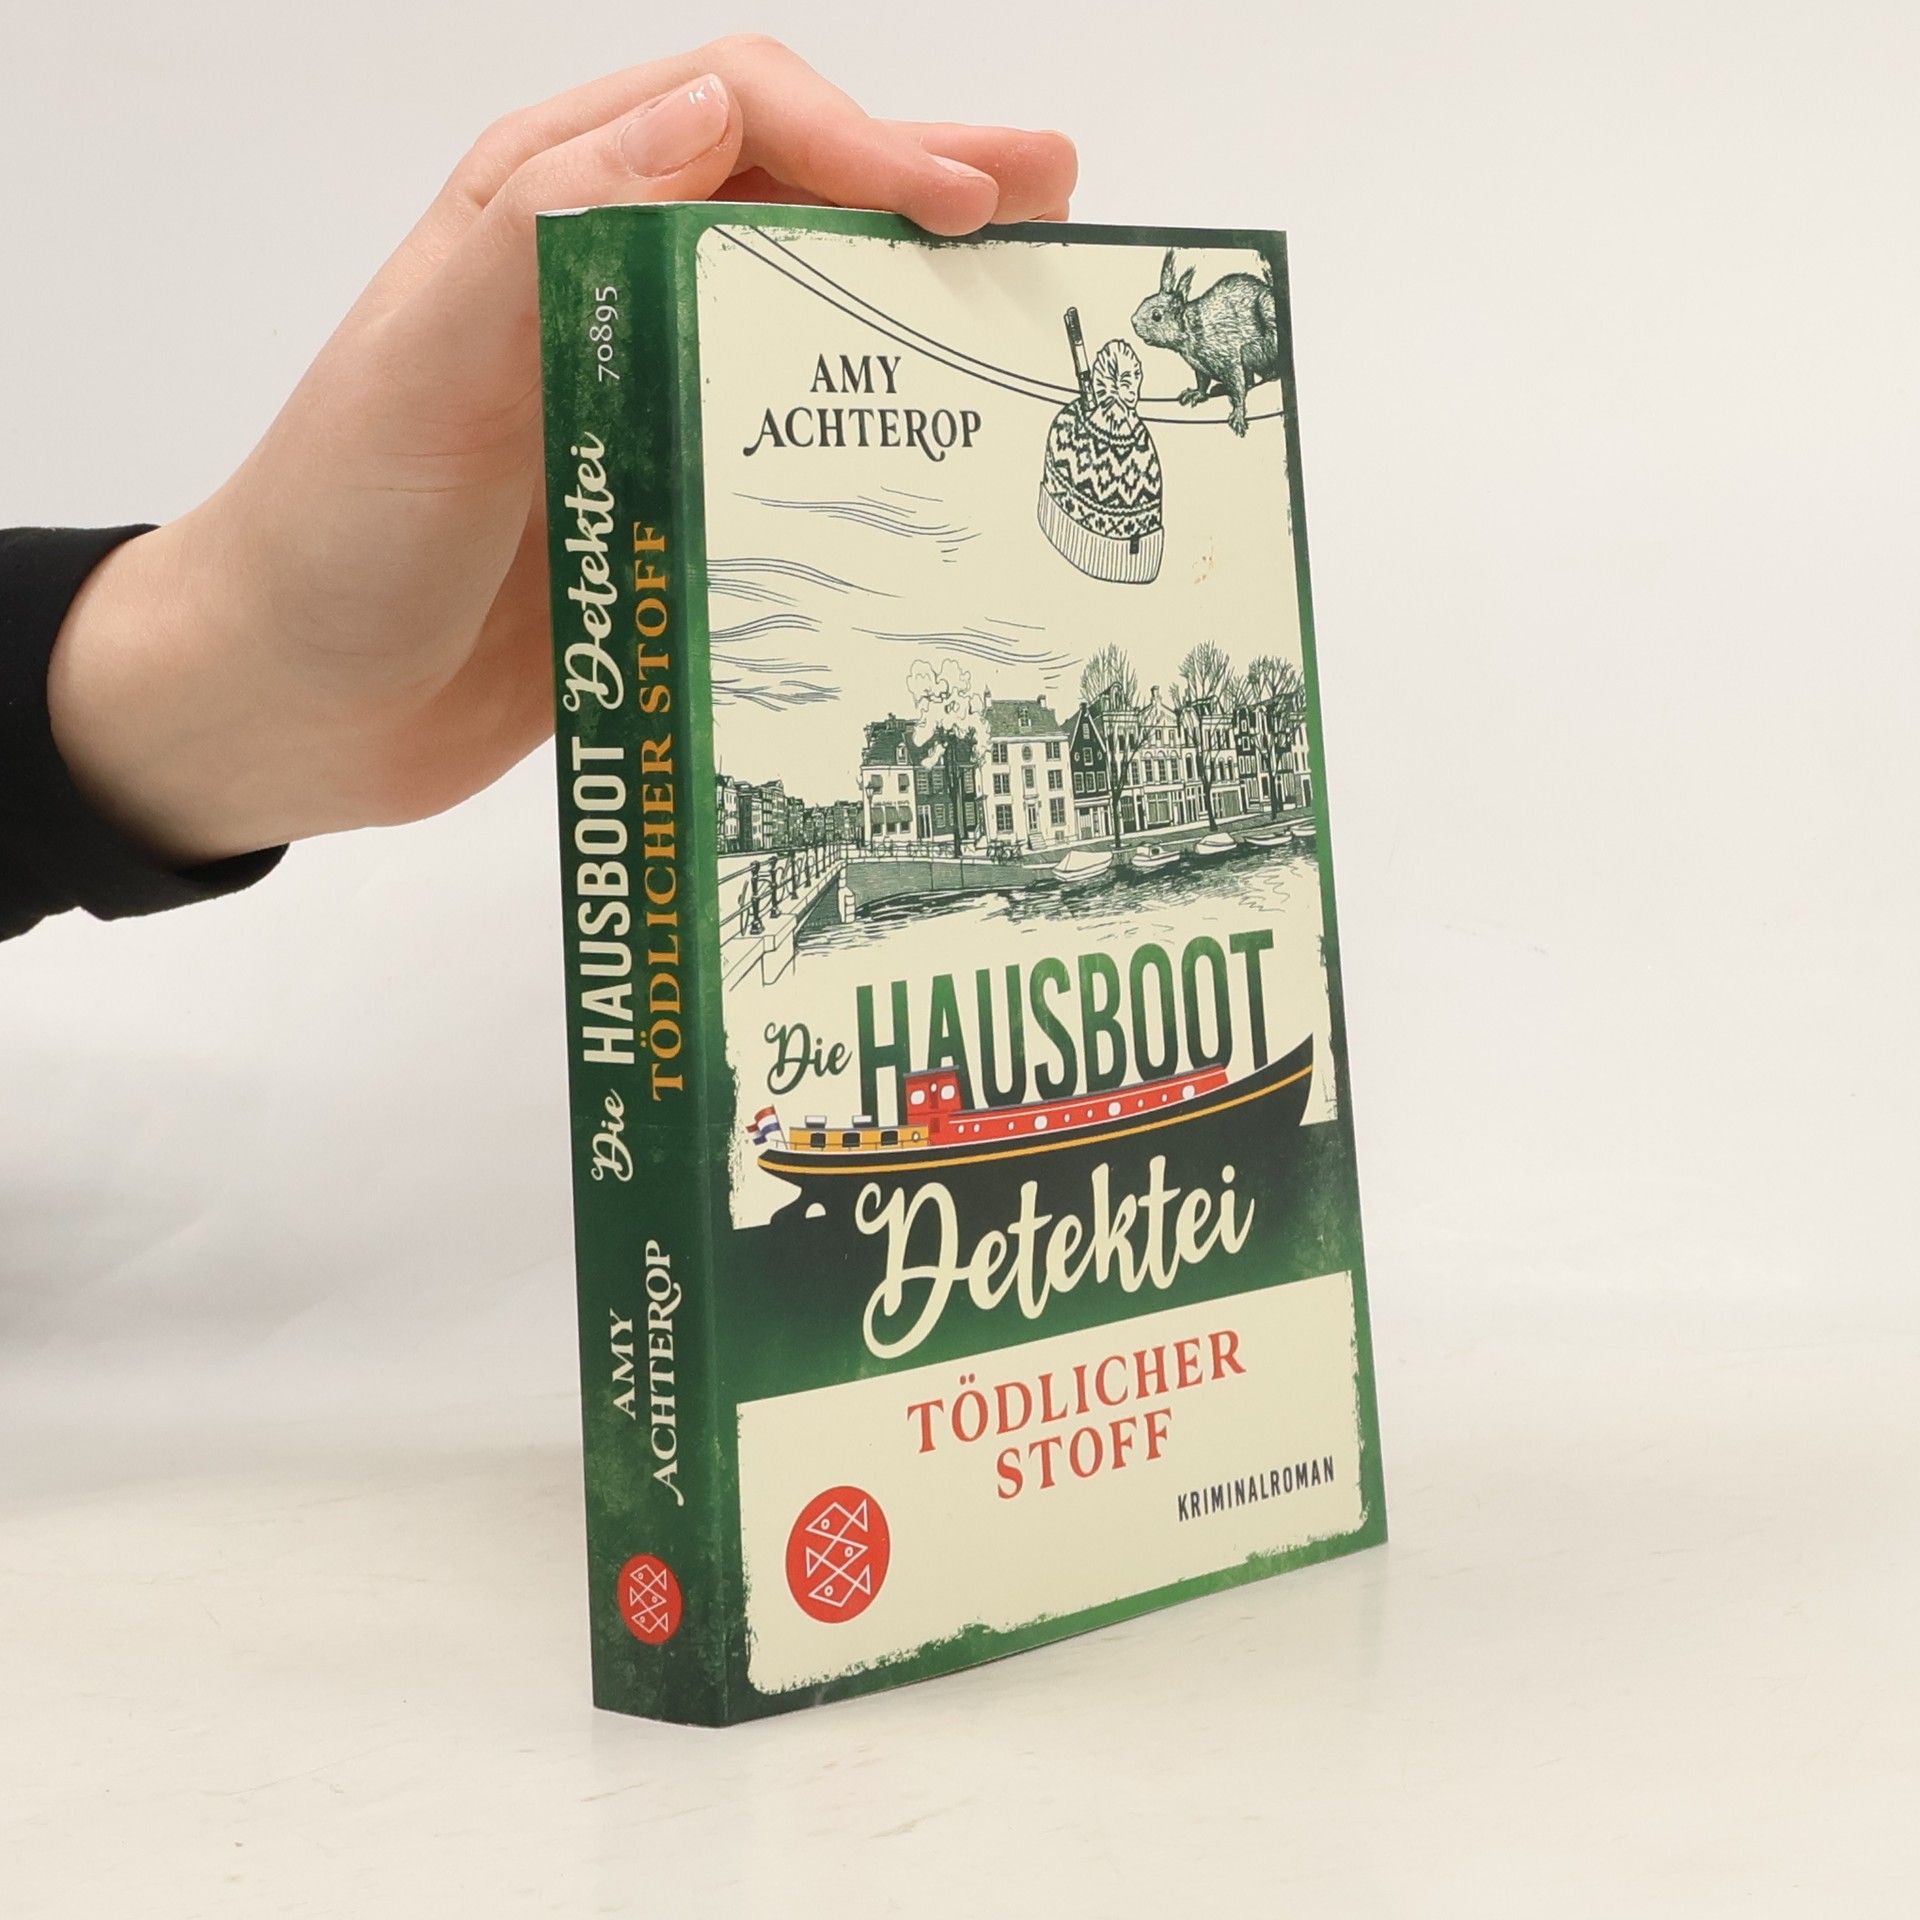 AMY
ACHTEROP
Die HAUSBOOT
Detektei
TÖDLICHER
STOFF
KRIMINALROMAN
70895
Die HAUSBOOT Detektei
TÖDLICHER STOFF
AMY
ACHTEROP